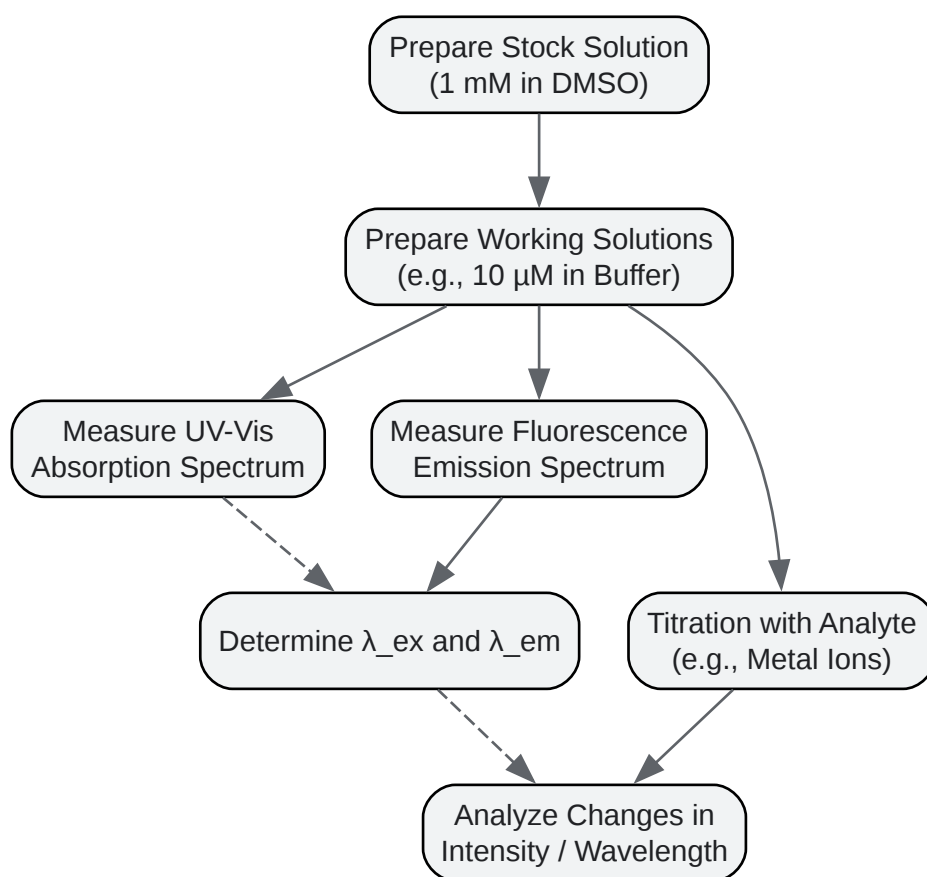 Prepare Stock Solution
(1 mM in DMSO)
Prepare Working Solutions
(e.g., 10 µM in Buffer)
Measure UV-Vis
Absorption Spectrum
Measure Fluorescence
Emission Spectrum
Determine λ_ex and λ_em
Titration with Analyte
(e.g., Metal Ions)
Analyze Changes in
Intensity / Wavelength